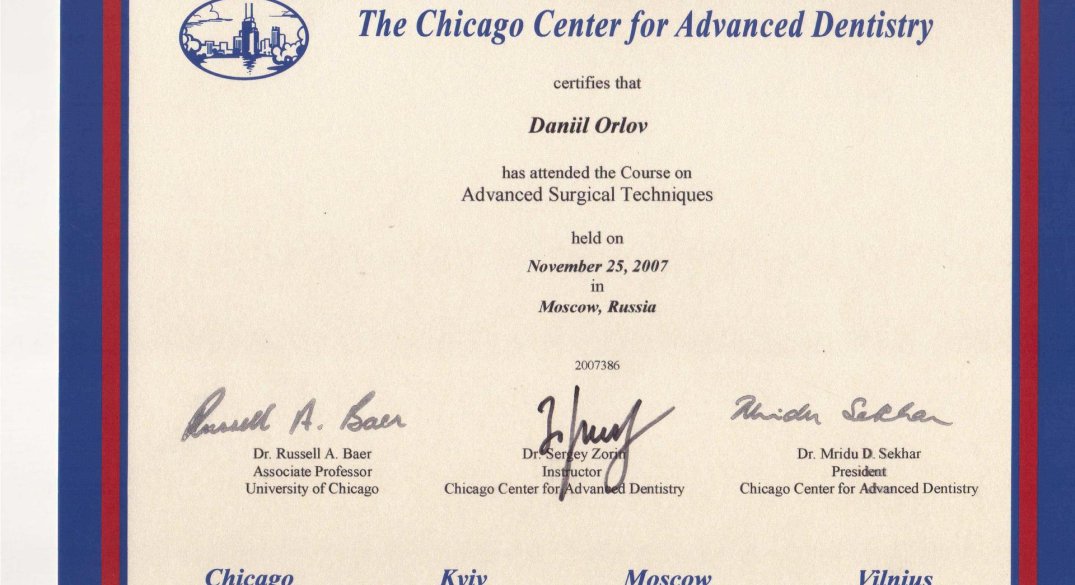 The Chicago Center for Advanced Dentistry
certifies that
Daniil Orlov
has attended the Course on
Advanced Surgical Techniques
held on
November 25, 2007
in
Moscow, Russia
2007386
Russell A. Baer
Mridu Sekhar
Dr. Russell A. Baer
Associate Professor
University of Chicago
Dr. Sergey Zorin
Instructor
Chicago Center for Advanced Dentistry
Dr. Mridu D. Sekhar
President
Chicago Center for Advanced Dentistry
Chicago Kyiv Moscow Vilnius